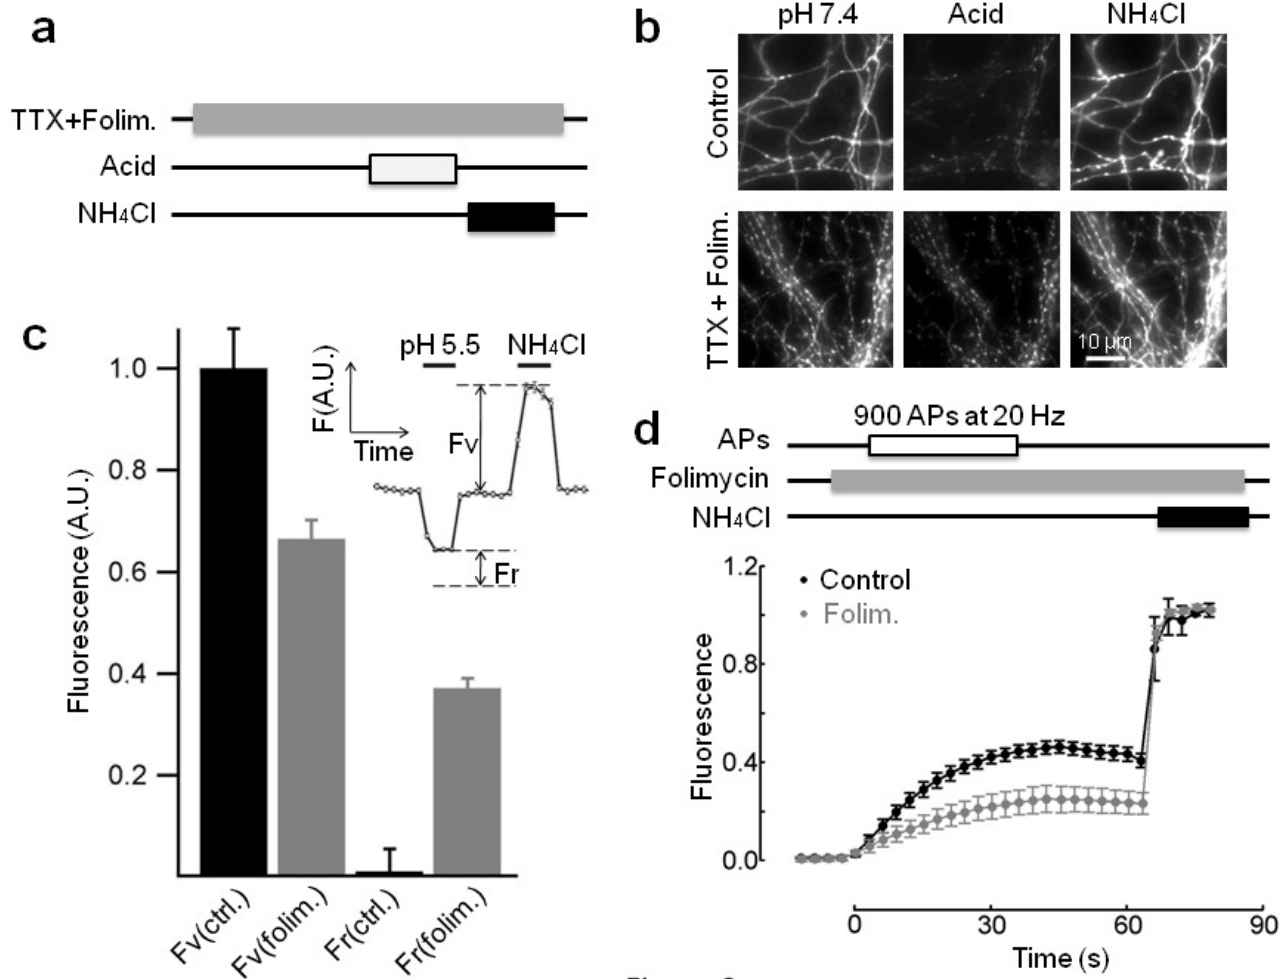 a
TTX+Folim.
Acid
NH4Cl
b
pH 7.4
Acid
NH4Cl
Control
TTX + Folim.
10 µm
c
Fluorescence (A.U.)
1.0
0.8
0.6
0.4
0.2
F(A.U.)
Time
pH 5.5
NH4Cl
Fv
Fr
Fv(ctrl.)
Fv(folim.)
Fr(ctrl.)
Fr(folim.)
d
900 APs at 20 Hz
APs
Folimycin
NH4Cl
Fluorescence
1.2
0.8
0.4
0.0
Control
Folim.
0
30
60
90
Time (s)